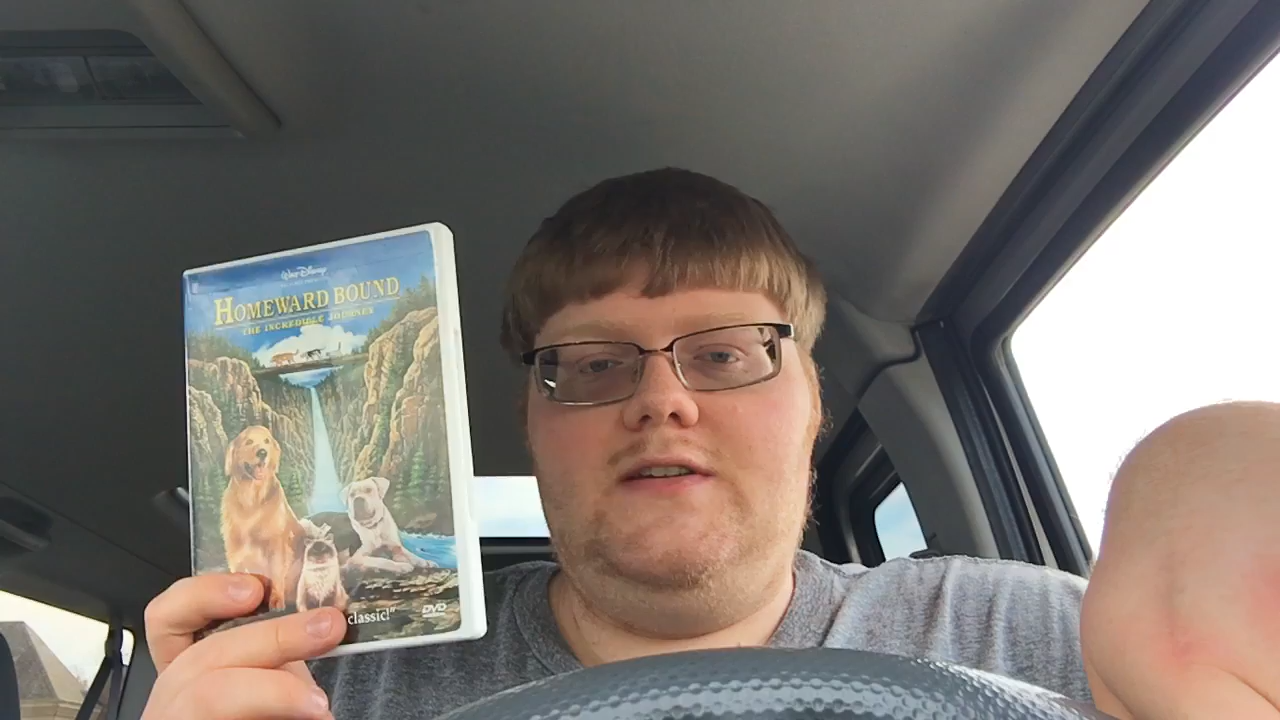 Walt Disney
HOMEWARD BOUND
THE INCREDIBLE JOURNEY
classic!"
DVD